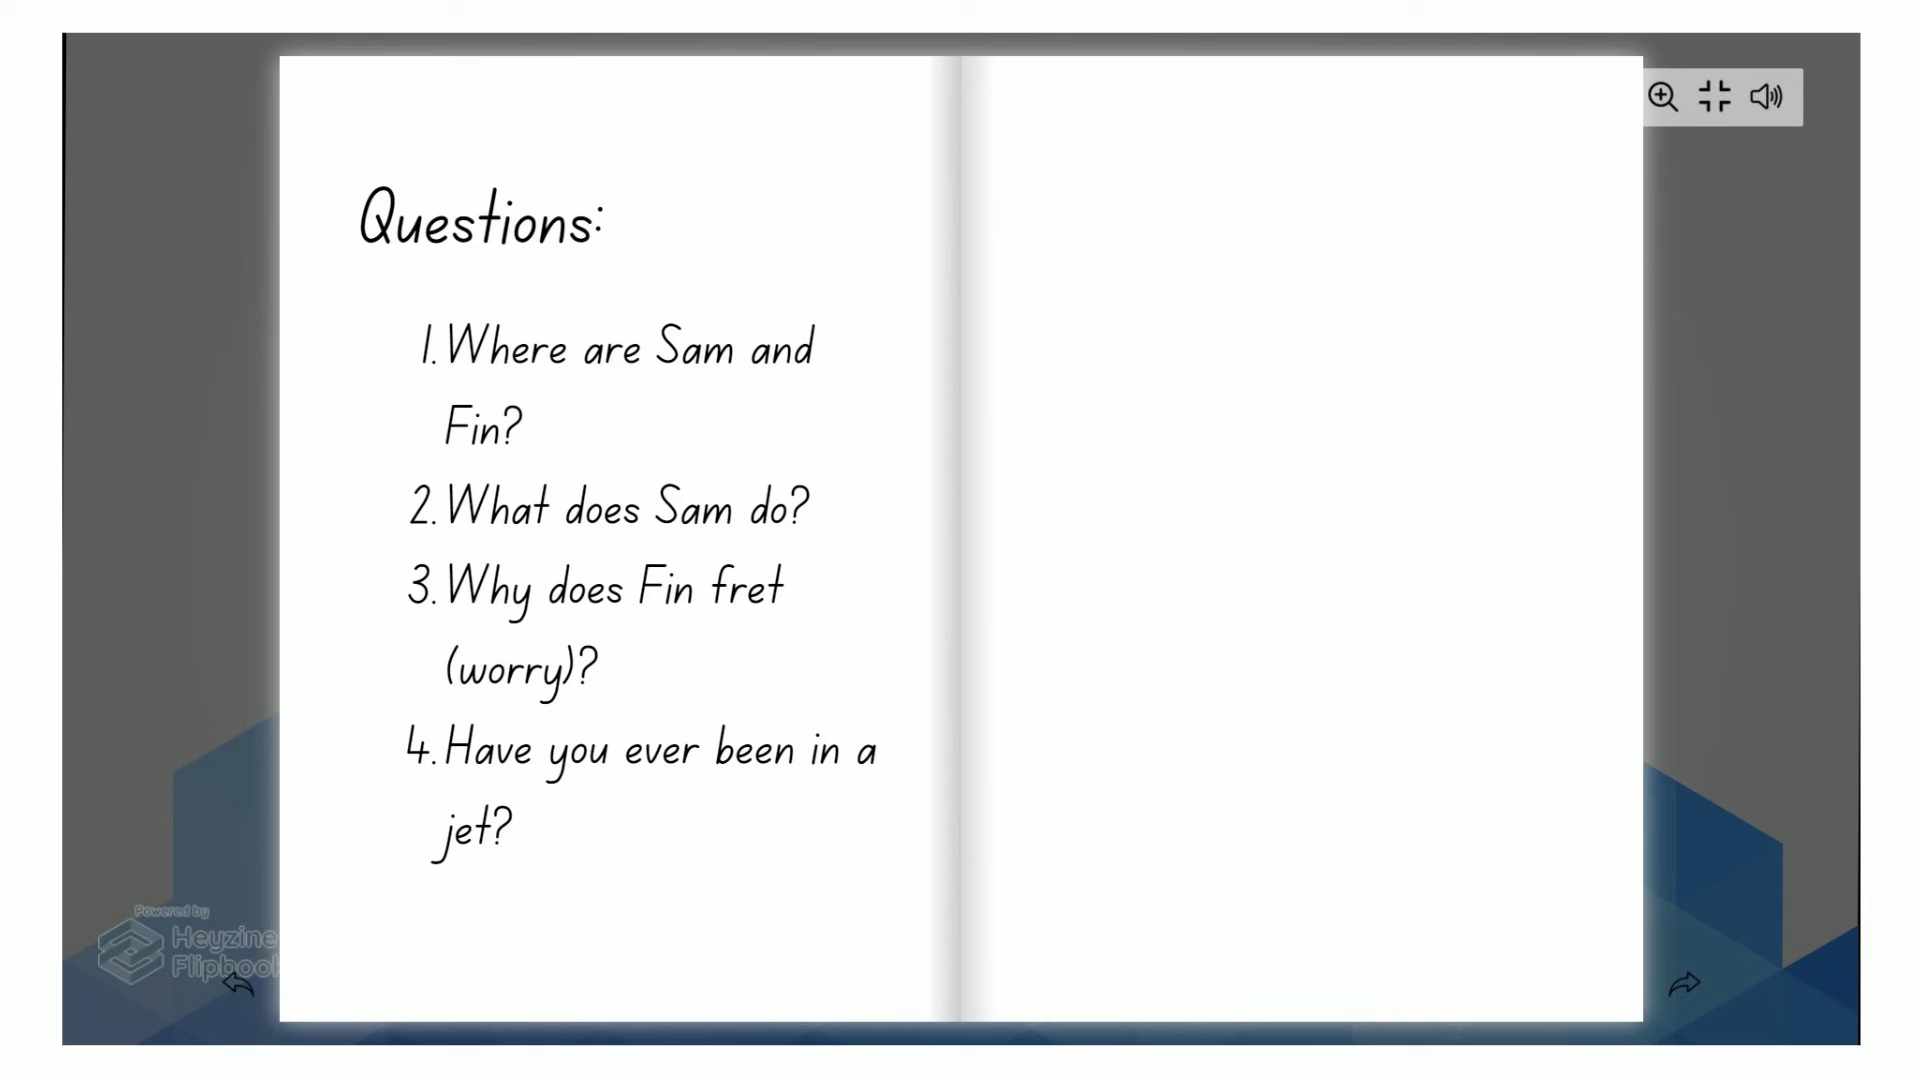 Questions:
1. Where are Sam and
Fin?
2. What does Sam do?
3. Why does Fin fret
(worry)?
4. Have you ever been in a
jet?
Powered by
Heyzine
Flipbook